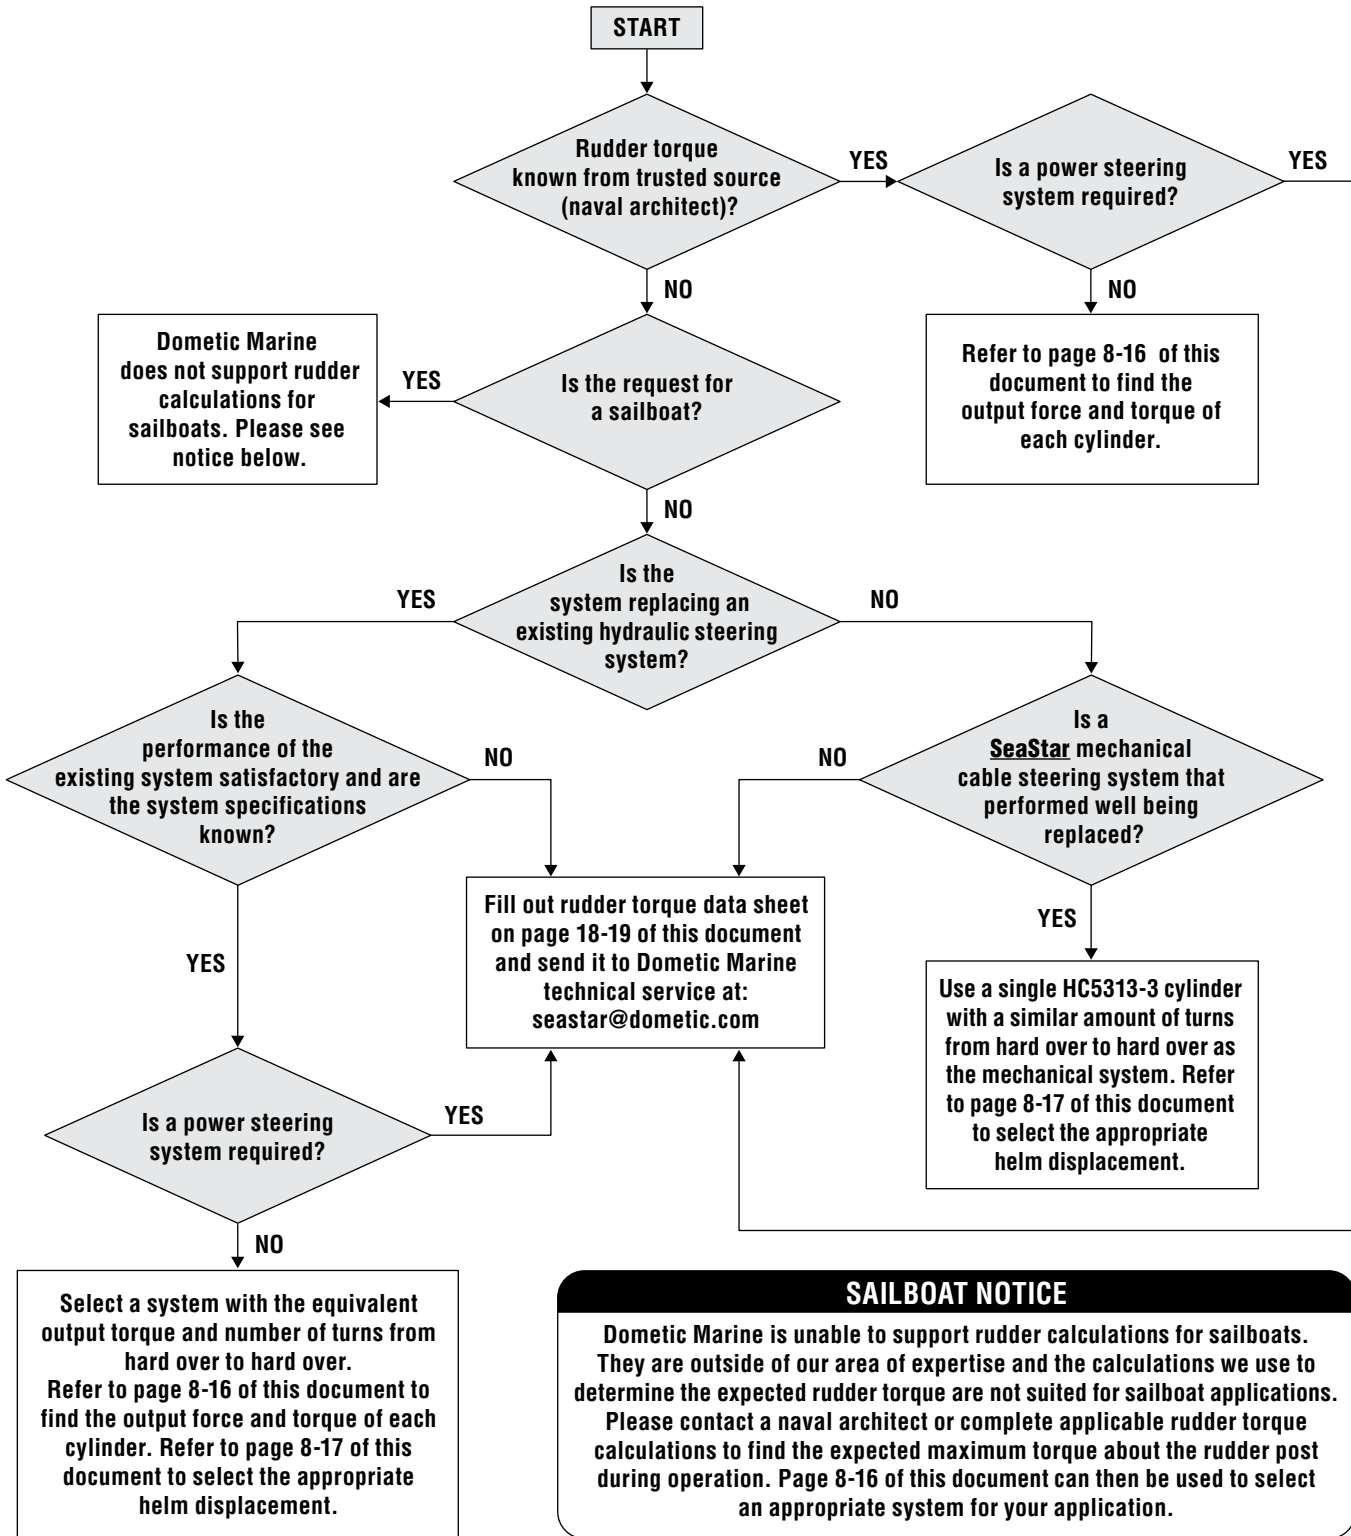 START
Rudder torque
known from trusted source
(naval architect)?
YES
Is a power steering
system required?
YES
NO
NO
Dometic Marine
does not support rudder
calculations for
sailboats. Please see
notice below.
YES
Is the request for
a sailboat?
Refer to page 8-16 of this
document to find the
output force and torque of
each cylinder.
NO
YES
Is the
system replacing an
existing hydraulic steering
system?
NO
Is the
performance of the
existing system satisfactory and are
the system specifications
known?
NO
NO
Is a
SeaStar mechanical
cable steering system that
performed well being
replaced?
YES
Fill out rudder torque data sheet
on page 18-19 of this document
and send it to Dometic Marine
technical service at:
seastar@dometic.com
YES
Use a single HC5313-3 cylinder
with a similar amount of turns
from hard over to hard over as
the mechanical system. Refer
to page 8-17 of this document
to select the appropriate
helm displacement.
Is a power steering
system required?
YES
NO
Select a system with the equivalent
output torque and number of turns from
hard over to hard over.
Refer to page 8-16 of this document to
find the output force and torque of each
cylinder. Refer to page 8-17 of this
document to select the appropriate
helm displacement.
SAILBOAT NOTICE
Dometic Marine is unable to support rudder calculations for sailboats.
They are outside of our area of expertise and the calculations we use to
determine the expected rudder torque are not suited for sailboat applications.
Please contact a naval architect or complete applicable rudder torque
calculations to find the expected maximum torque about the rudder post
during operation. Page 8-16 of this document can then be used to select
an appropriate system for your application.